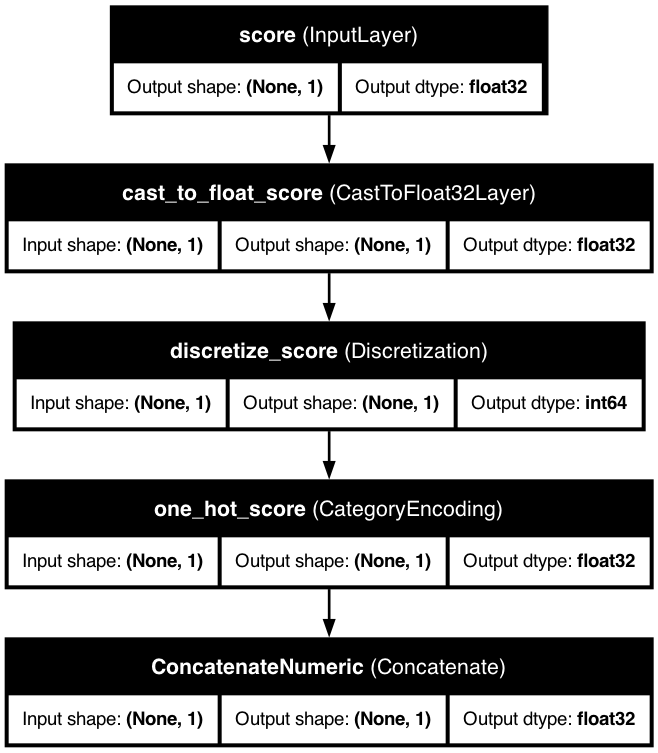 score (InputLayer)
Output shape: (None, 1) Output dtype: float32
cast_to_float_score (CastToFloat32Layer)
Input shape: (None, 1) Output shape: (None, 1) Output dtype: float32
discretize_score (Discretization)
Input shape: (None, 1) Output shape: (None, 1) Output dtype: int64
one_hot_score (CategoryEncoding)
Input shape: (None, 1) Output shape: (None, 1) Output dtype: float32
ConcatenateNumeric (Concatenate)
Input shape: (None, 1) Output shape: (None, 1) Output dtype: float32